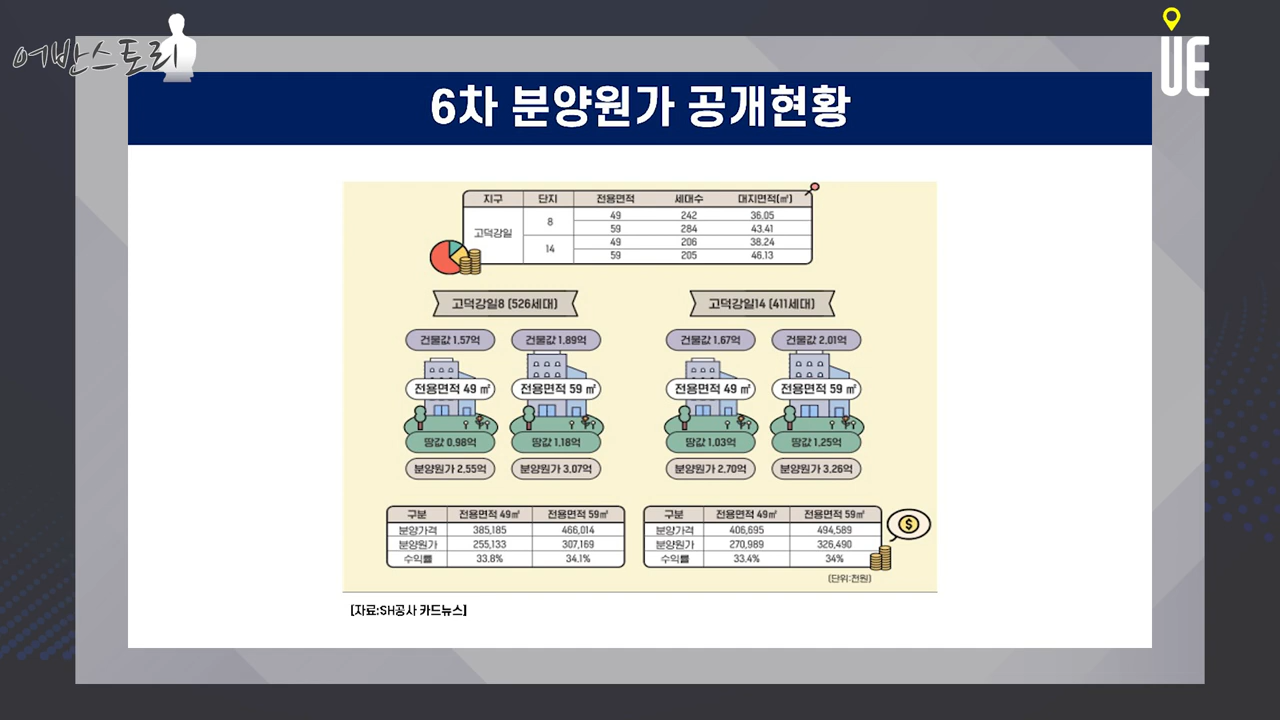 어반스토리
UE
6차 분양원가 공개현황
지구 단지 전용면적 세대수 대지면적(㎡)
고덕강일 8 49 242 36.05
59 284 43.41
14 49 206 38.24
59 205 46.13
고덕강일8 (526세대) 고덕강일14 (411세대)
건물값 1.57억 건물값 1.89억 건물값 1.67억 건물값 2.01억
전용면적 49 ㎡ 전용면적 59 ㎡ 전용면적 49 ㎡ 전용면적 59 ㎡
땅값 0.98억 땅값 1.18억 땅값 1.03억 땅값 1.25억
분양원가 2.55억 분양원가 3.07억 분양원가 2.70억 분양원가 3.26억
구분 전용면적 49㎡ 전용면적 59㎡ 구분 전용면적 49㎡ 전용면적 59㎡
분양가격 385,185 466,014 분양가격 406,695 494,589
분양원가 255,133 307,169 분양원가 270,989 326,490
수익률 33.8% 34.1% 수익률 33.4% 34%
$
(단위:천원)
[자료:SH공사 카드뉴스]